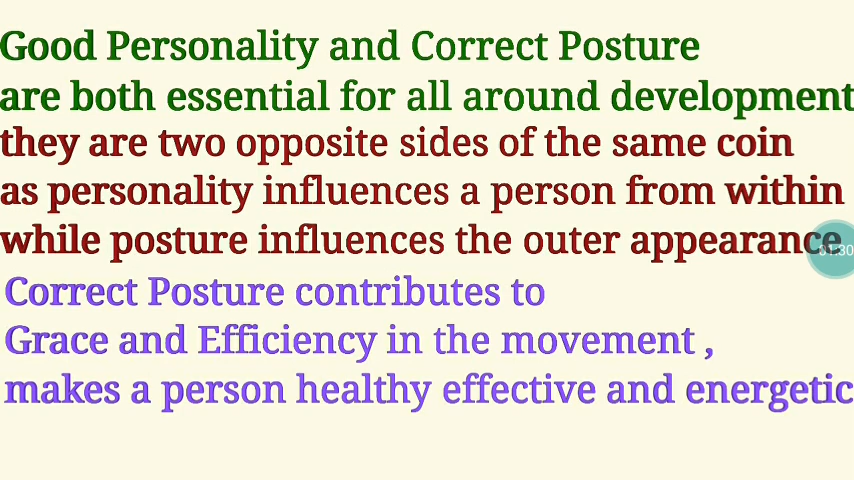 Good Personality and Correct Posture
are both essential for all around development
they are two opposite sides of the same coin
as personality influences a person from within
while posture influences the outer appearance
31:30
Correct Posture contributes to
Grace and Efficiency in the movement ,
makes a person healthy effective and energetic